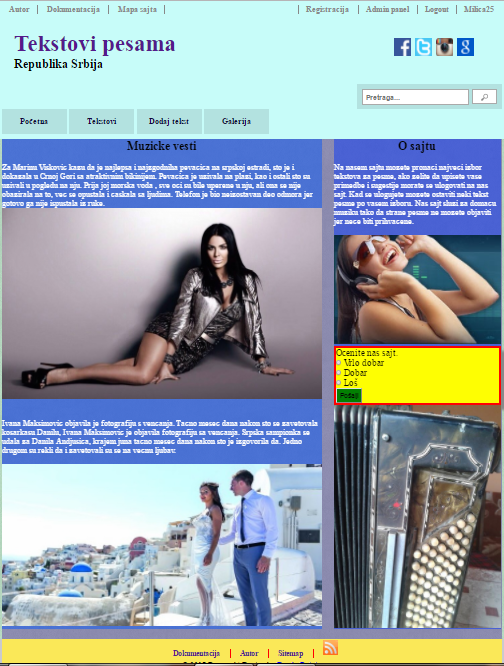 Autor | Dokumentacija | Mapa sajta |
| Registracija | Admin panel | Logout | Milica25
Tekstovi pesama
Republika Srbija
Pretraga...
Početna
Tekstovi
Dodaj tekst
Galerija
Muzicke vesti
Za Marinu Viskovic kazu da je najlepsa i najzgodniha pevacica na srpskoj estradi, sto je i
dokazala u Crnoj Gori sa atraktivnim bikinijem. Pevacica je uzivala na plazi, kao i ostali sto su
uzivali u pogledu na nju. Prija joj morska voda , sve oci su bile uperene u nju, ali ona se nije
obazirala na to, vec se opustala i caskala sa ljudima. Telefon je bio neizostavan deo odmora jer
gotovo ga nije ispustala iz ruke.
Ivana Maksimovic objavila je fotografiju s vencanja. Tacno mesec dana nakon sto se zavetovala
kosarkasu Danilu, Ivana Maksimovic je objavila fotografiju sa vencanja. Srpska sampionka se
udala za Danila Andjusica, krajem juna tacno mesec dana nakon sto je izgovorila da. Jedno
drugom su rekli da i zavetovali su se na vecnu ljubav.
O sajtu
Na nasem sajtu mozete pronaci najveci izbor
tekstova za pesme, ako zelite da upisete vase
primedbe i sugestije morate se ulogovati na nas
sajt. Kad se ulogujete mozete ostaviti neki tekst
pesme po vasem izboru. Nas sajt sluzi za domacu
muziku tako da strane pesme ne mozete objaviti
jer nece biti prihvacene.
Ocenite nas sajt.
Vrlo dobar
Dobar
Loš
Pošalji
Dokumentacija | Autor | Sitemap |